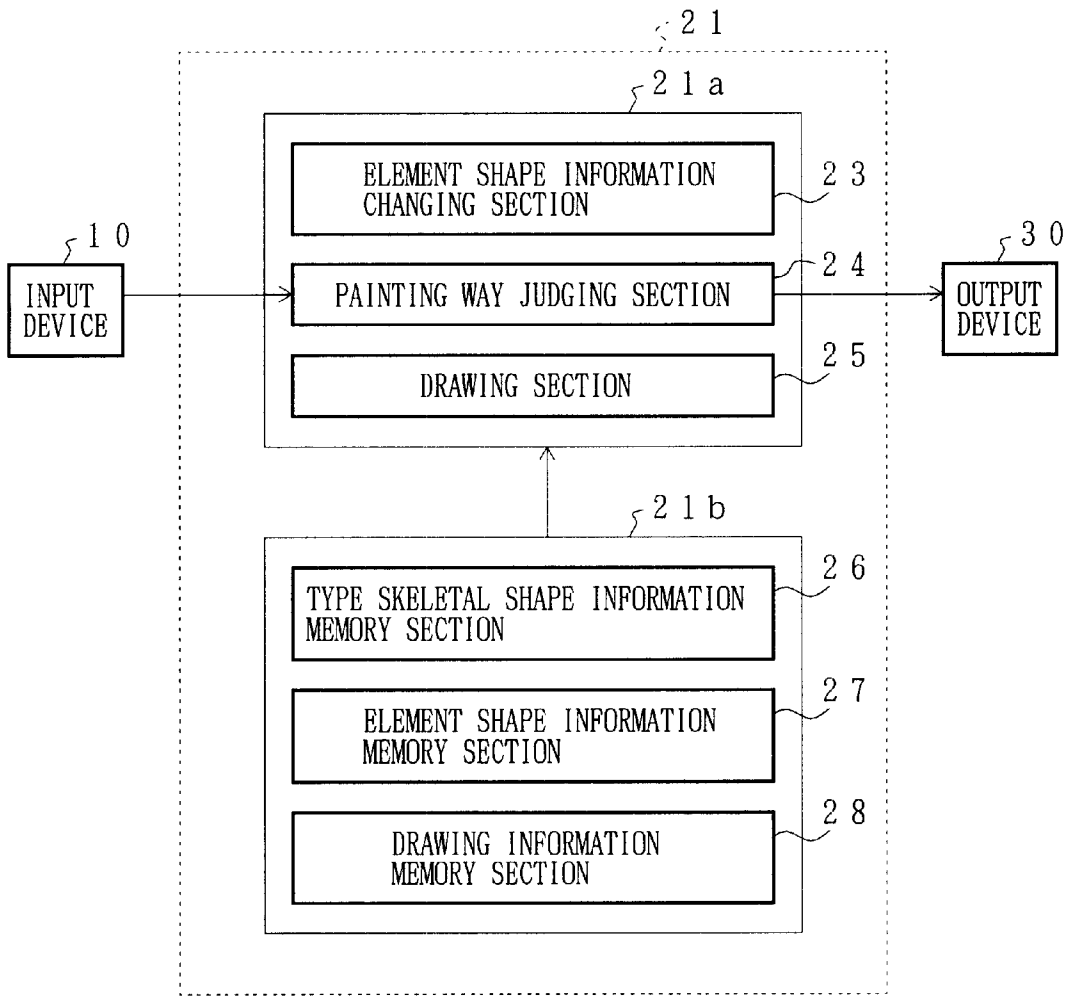 21
21a
ELEMENT SHAPE INFORMATION
CHANGING SECTION
23
10
INPUT
DEVICE
PAINTING WAY JUDGING SECTION
24
30
OUTPUT
DEVICE
DRAWING SECTION
25
21b
TYPE SKELETAL SHAPE INFORMATION
MEMORY SECTION
26
ELEMENT SHAPE INFORMATION
MEMORY SECTION
27
DRAWING INFORMATION
MEMORY SECTION
28